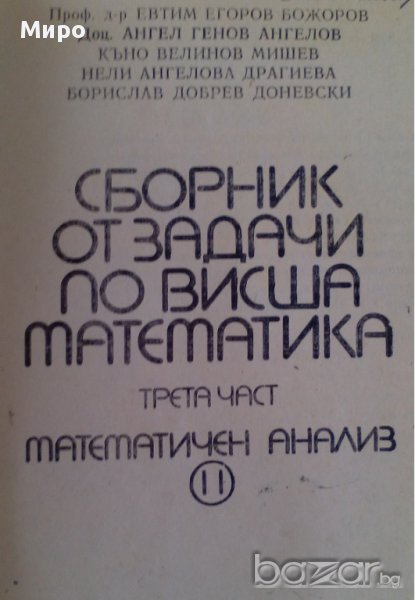 Миро
Проф. д-р ЕВТИМ ЕГОРОВ БОЖОРОВ
Доц. АНГЕЛ ГЕНОВ АНГЕЛОВ
КЪНО ВЕЛИНОВ МИШЕВ
НЕЛИ АНГЕЛОВА ДРАГИЕВА
БОРИСЛАВ ДОБРЕВ ДОНЕВСКИ
СБОРНИК
ОТ ЗАДАЧИ
ПО ВИСША
МАТЕМАТИКА
ТРЕТА ЧАСТ
МАТЕМАТИЧЕН АНАЛИЗ
II
bazar.bg